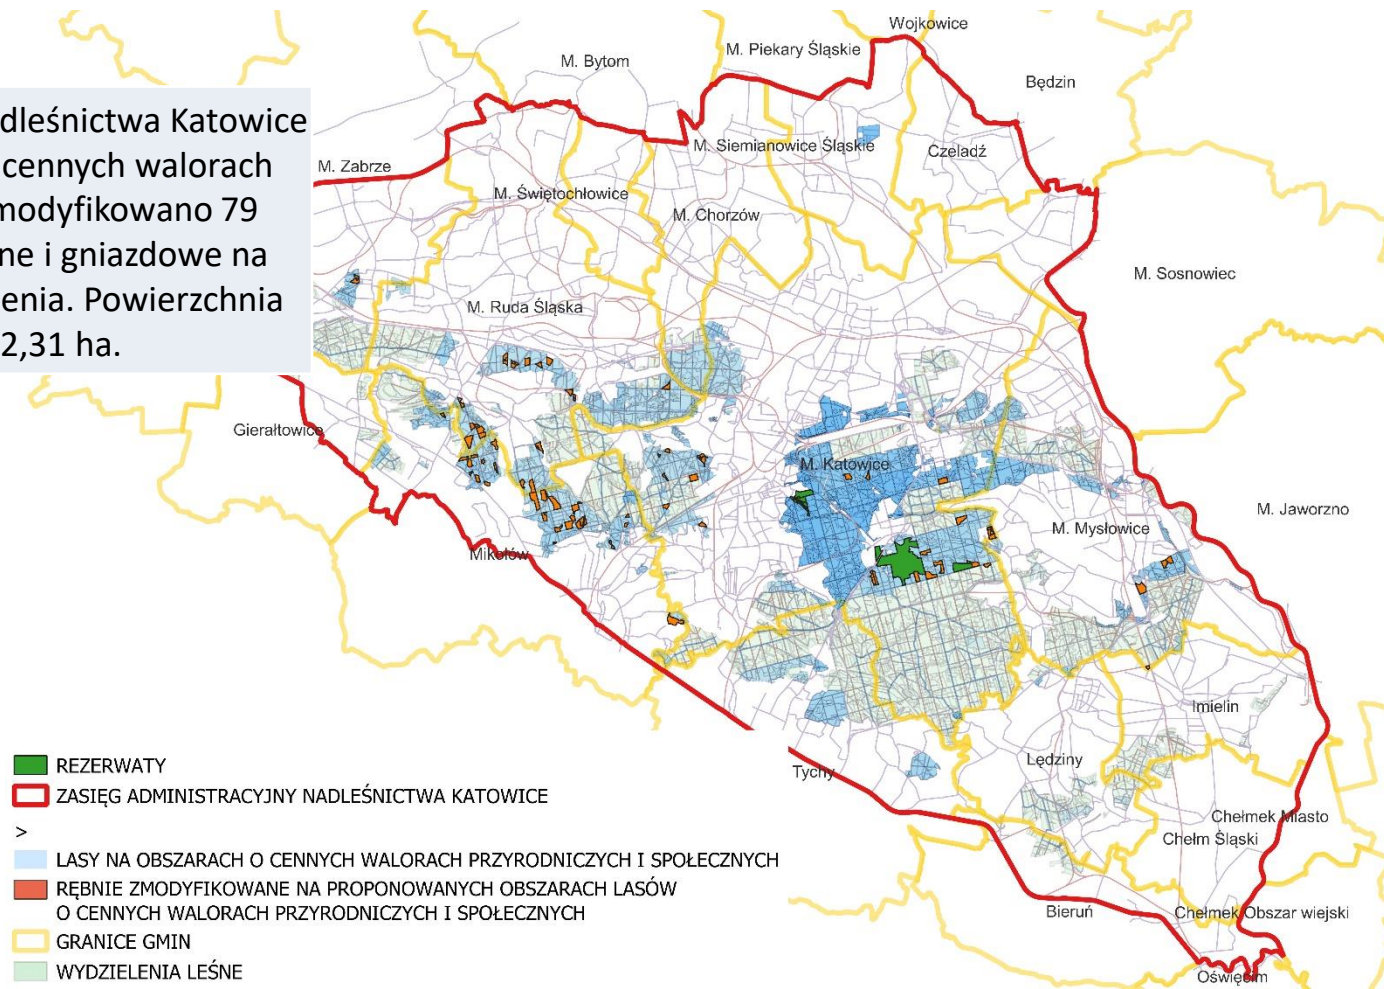 Wojkowice
M. Piekary Śląskie
M. Bytom
Będzin
dleśnictwa Katowice
cennych walorach
modyfikowano 79
ne i gniazdowe na
enia. Powierzchnia
2,31 ha.
M. Siemianowice Śląskie
Czeladź
M. Zabrze
M. Świętochłowice
M. Chorzów
M. Sosnowiec
M. Ruda Śląska
Gierałtowice
M. Katowice
M. Jaworzno
M. Mysłowice
Mikołów
Imielin
Lędziny
Tychy
Chełmek Miasto
Chełm Śląski
Bieruń
Chełmek Obszar wiejski
Oświęcim
REZERWATY
ZASIĘG ADMINISTRACYJNY NADLEŚNICTWA KATOWICE
>
LASY NA OBSZARACH O CENNYCH WALORACH PRZYRODNICZYCH I SPOŁECZNYCH
RĘBNIE ZMODYFIKOWANE NA PROPONOWANYCH OBSZARACH LASÓW
O CENNYCH WALORACH PRZYRODNICZYCH I SPOŁECZNYCH
GRANICE GMIN
WYDZIELENIA LEŚNE